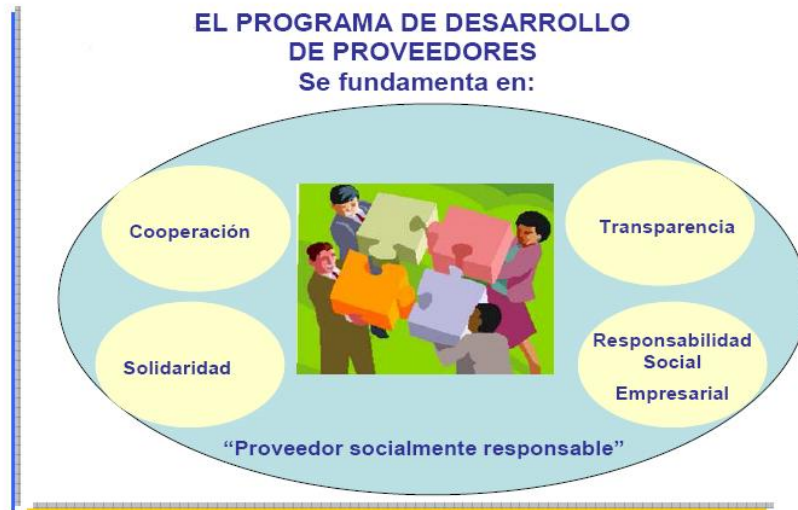 EL PROGRAMA DE DESARROLLO
DE PROVEEDORES
Se fundamenta en:
Cooperación
Transparencia
Solidaridad
Responsabilidad
Social
Empresarial
“Proveedor socialmente responsable”